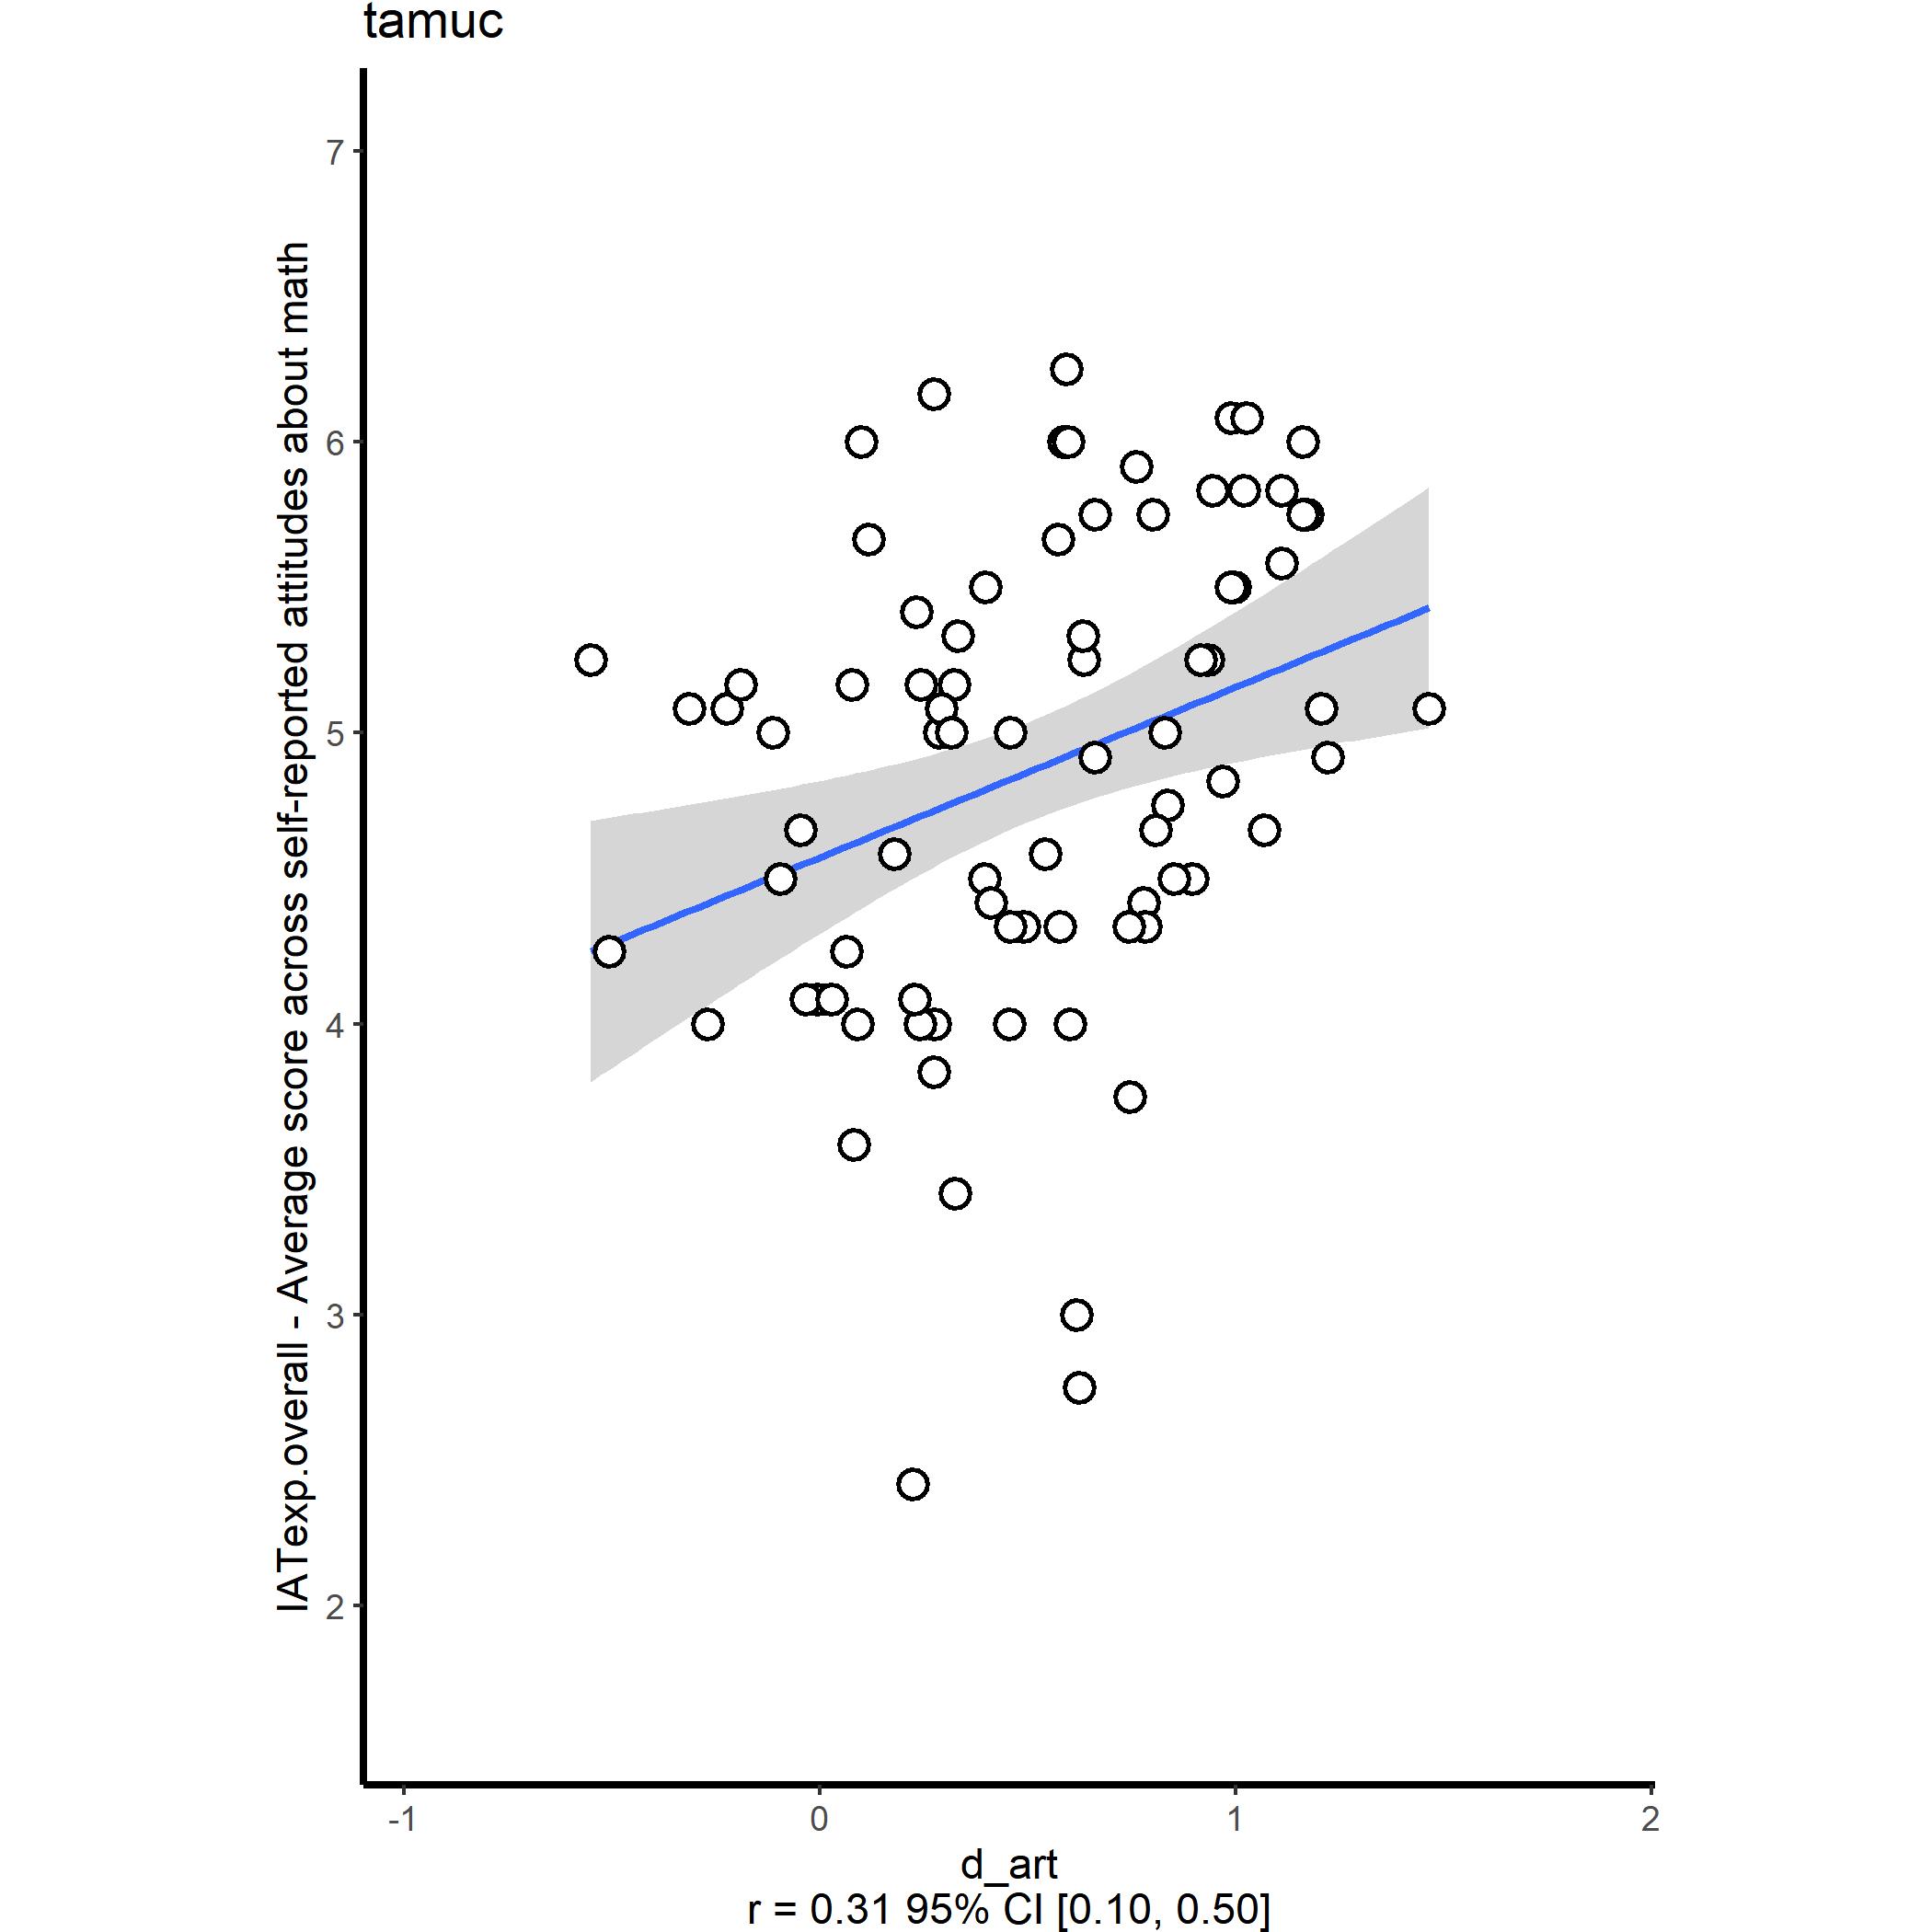 tamuc
IATexp.overall - Average score across self-reported attitudes about math
7
6
5
4
3
2
-1
0
1
2
d_art
r = 0.31 95% CI [0.10, 0.50]